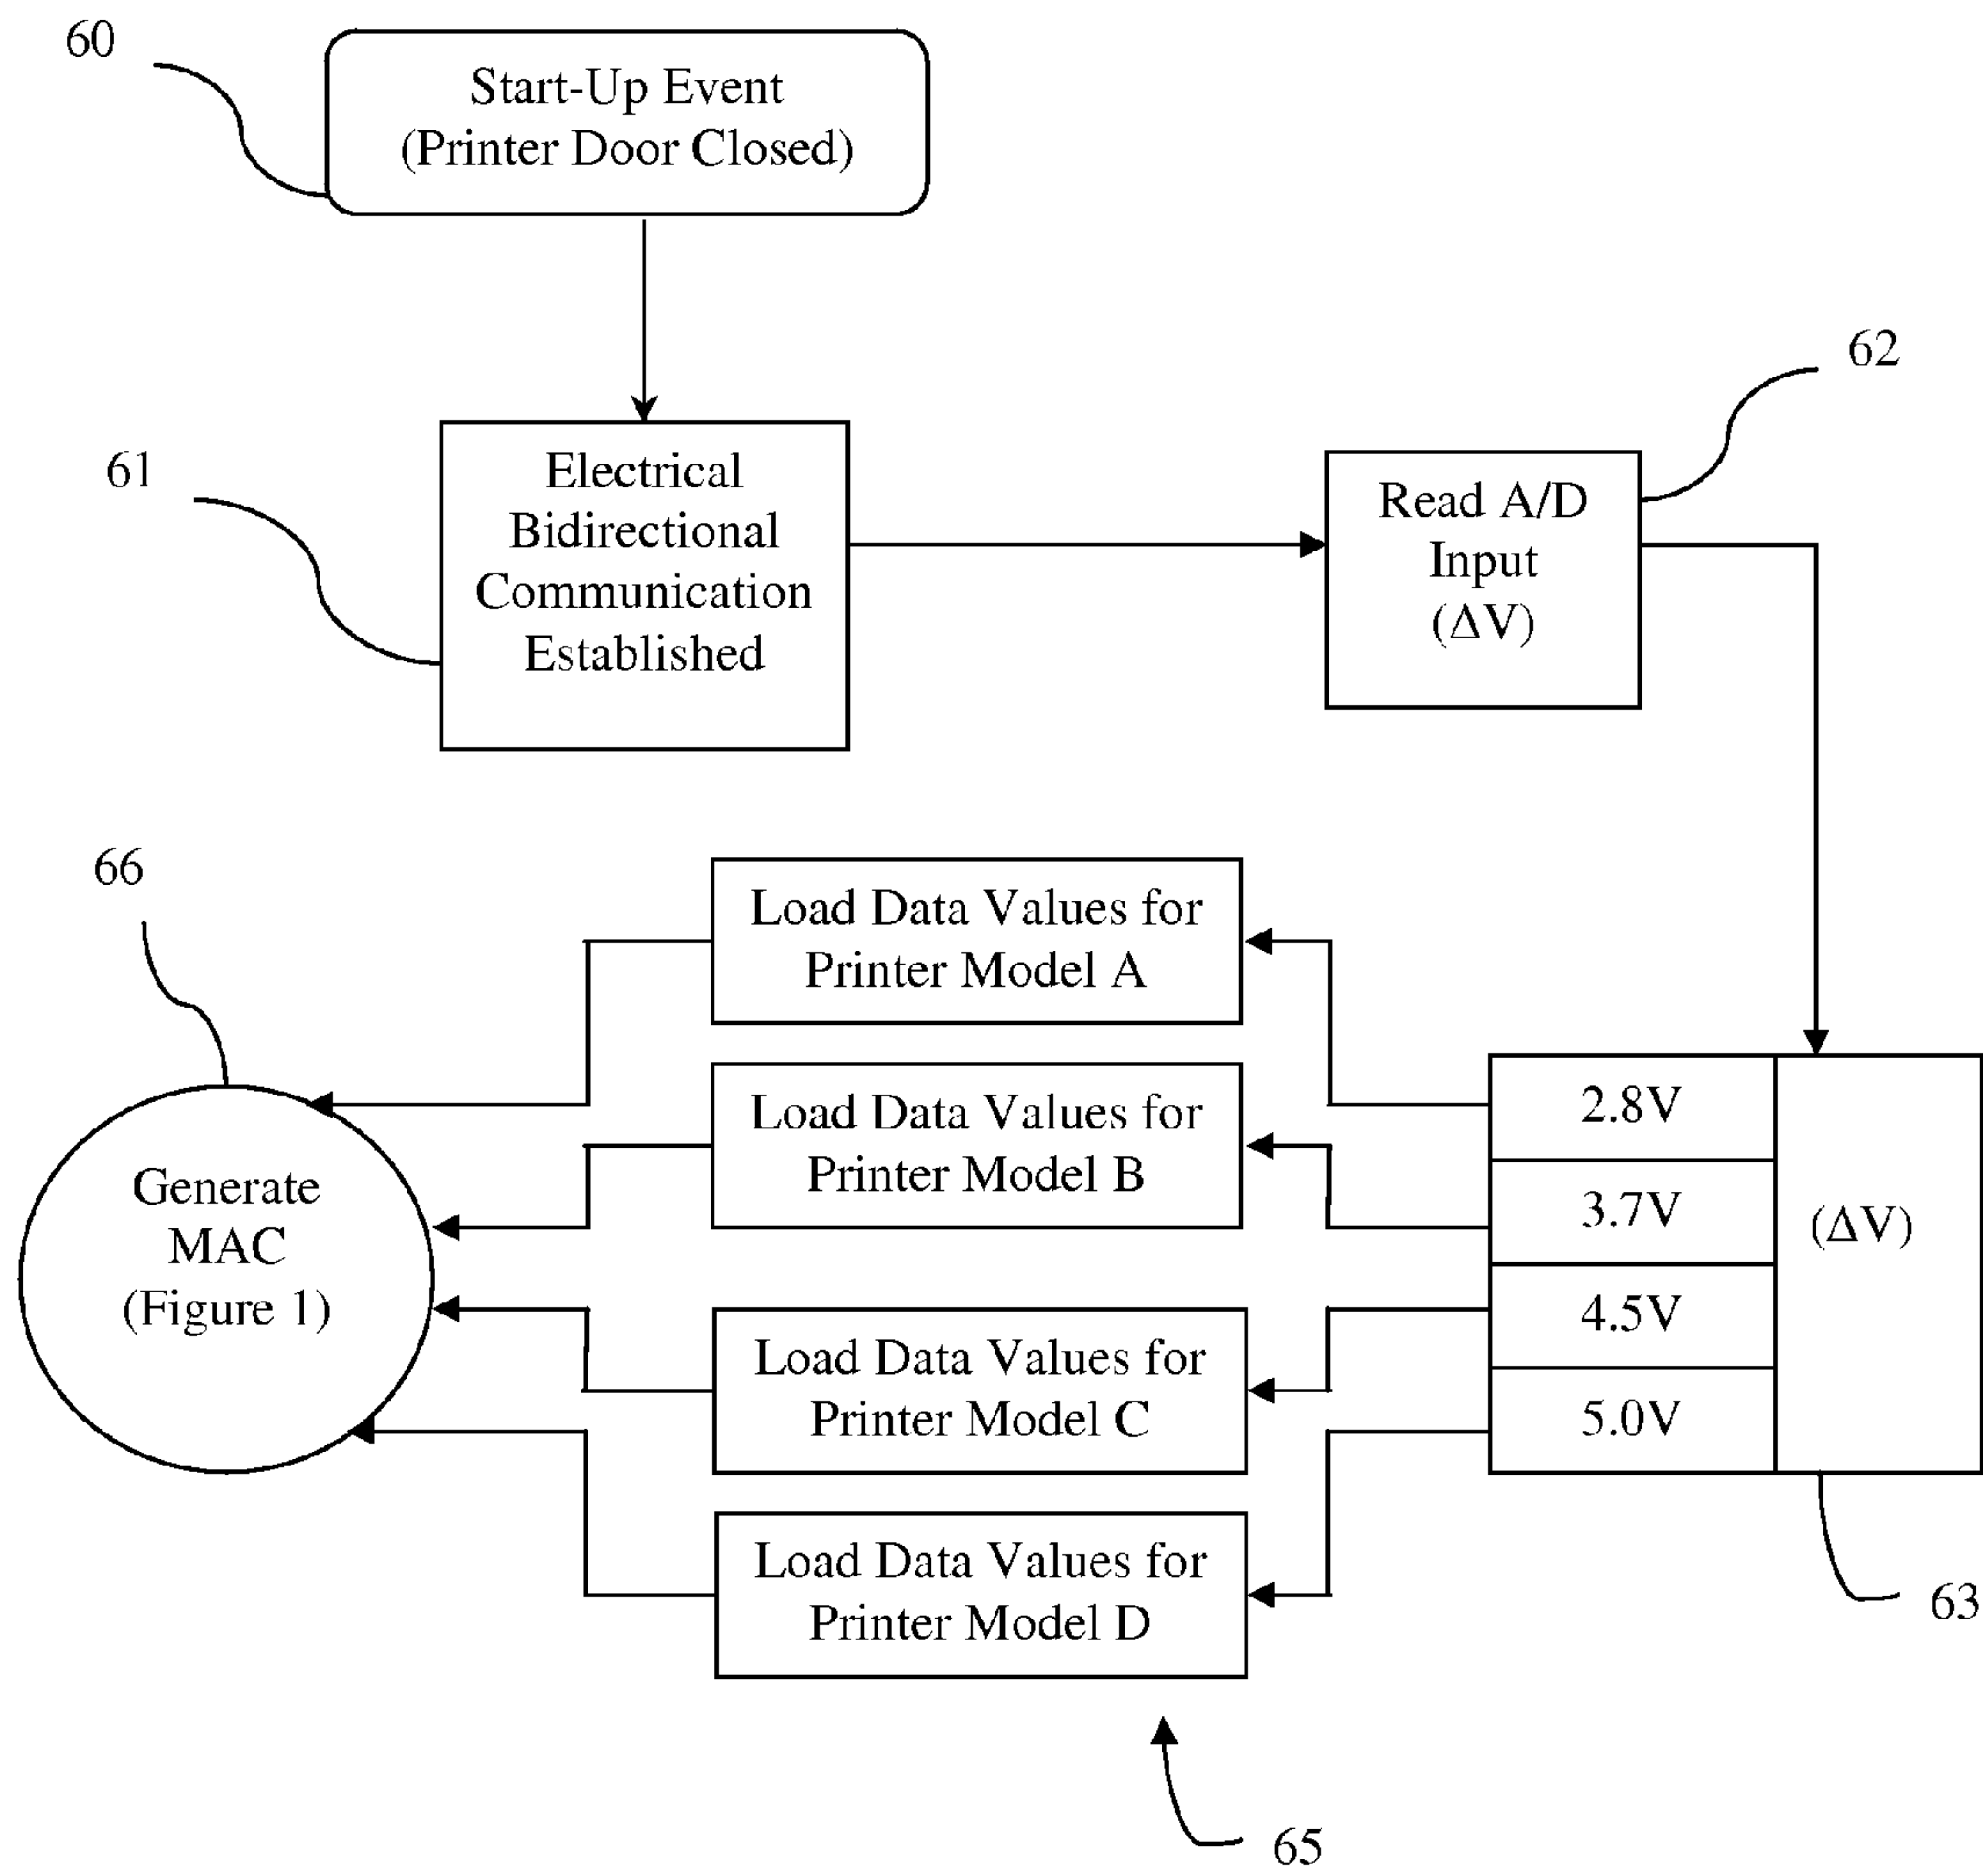 60
Start-Up Event
(Printer Door Closed)
61
Electrical
Bidirectional
Communication
Established
62
Read A/D
Input
(ΔV)
66
Generate
MAC
(Figure 1)
Load Data Values for
Printer Model A
Load Data Values for
Printer Model B
Load Data Values for
Printer Model C
Load Data Values for
Printer Model D
2.8V
3.7V
4.5V
5.0V
(ΔV)
63
65